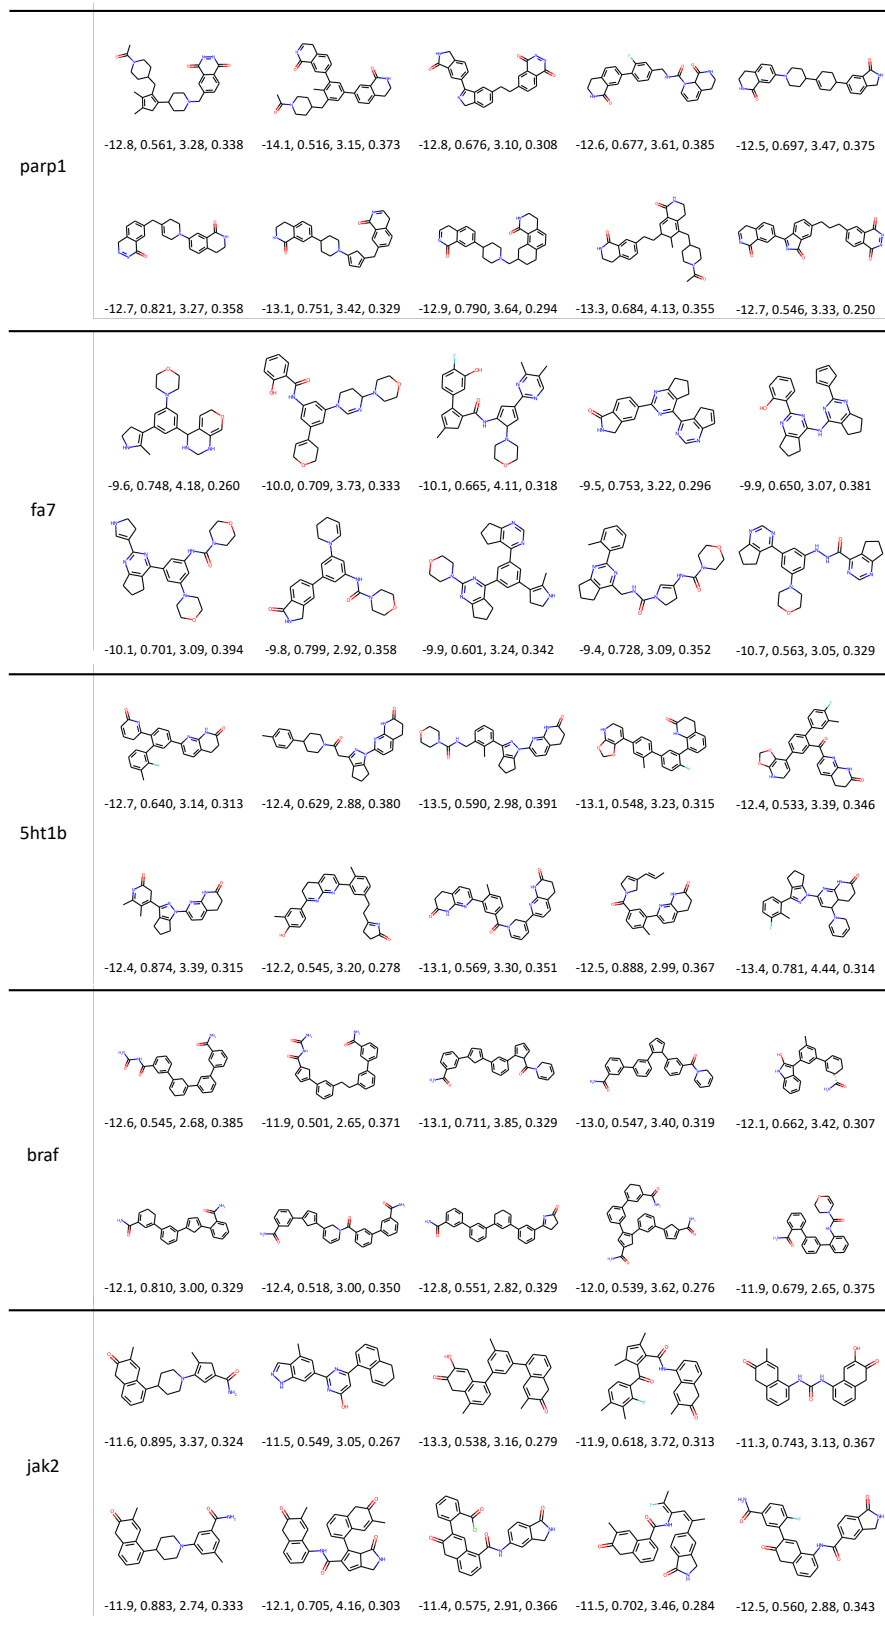 parp1
-12.8, 0.561, 3.28, 0.338
-14.1, 0.516, 3.15, 0.373
-12.8, 0.676, 3.10, 0.308
-12.6, 0.677, 3.61, 0.385
-12.5, 0.697, 3.47, 0.375
-12.7, 0.821, 3.27, 0.358
-13.1, 0.751, 3.42, 0.329
-12.9, 0.790, 3.64, 0.294
-13.3, 0.684, 4.13, 0.355
-12.7, 0.546, 3.33, 0.250
fa7
-9.6, 0.748, 4.18, 0.260
-10.0, 0.709, 3.73, 0.333
-10.1, 0.665, 4.11, 0.318
-9.5, 0.753, 3.22, 0.296
-9.9, 0.650, 3.07, 0.381
-10.1, 0.701, 3.09, 0.394
-9.8, 0.799, 2.92, 0.358
-9.9, 0.601, 3.24, 0.342
-9.4, 0.728, 3.09, 0.352
-10.7, 0.563, 3.05, 0.329
5ht1b
-12.7, 0.640, 3.14, 0.313
-12.4, 0.629, 2.88, 0.380
-13.5, 0.590, 2.98, 0.391
-13.1, 0.548, 3.23, 0.315
-12.4, 0.533, 3.39, 0.346
-12.4, 0.874, 3.39, 0.315
-12.2, 0.545, 3.20, 0.278
-13.1, 0.569, 3.30, 0.351
-12.5, 0.888, 2.99, 0.367
-13.4, 0.781, 4.44, 0.314
braf
-12.6, 0.545, 2.68, 0.385
-11.9, 0.501, 2.65, 0.371
-13.1, 0.711, 3.85, 0.329
-13.0, 0.547, 3.40, 0.319
-12.1, 0.662, 3.42, 0.307
-12.1, 0.810, 3.00, 0.329
-12.4, 0.518, 3.00, 0.350
-12.8, 0.551, 2.82, 0.329
-12.0, 0.539, 3.62, 0.276
-11.9, 0.679, 2.65, 0.375
jak2
-11.6, 0.895, 3.37, 0.324
-11.5, 0.549, 3.05, 0.267
-13.3, 0.538, 3.16, 0.279
-11.9, 0.618, 3.72, 0.313
-11.3, 0.743, 3.13, 0.367
-11.9, 0.883, 2.74, 0.333
-12.1, 0.705, 4.16, 0.303
-11.4, 0.575, 2.91, 0.366
-11.5, 0.702, 3.46, 0.284
-12.5, 0.560, 2.88, 0.343